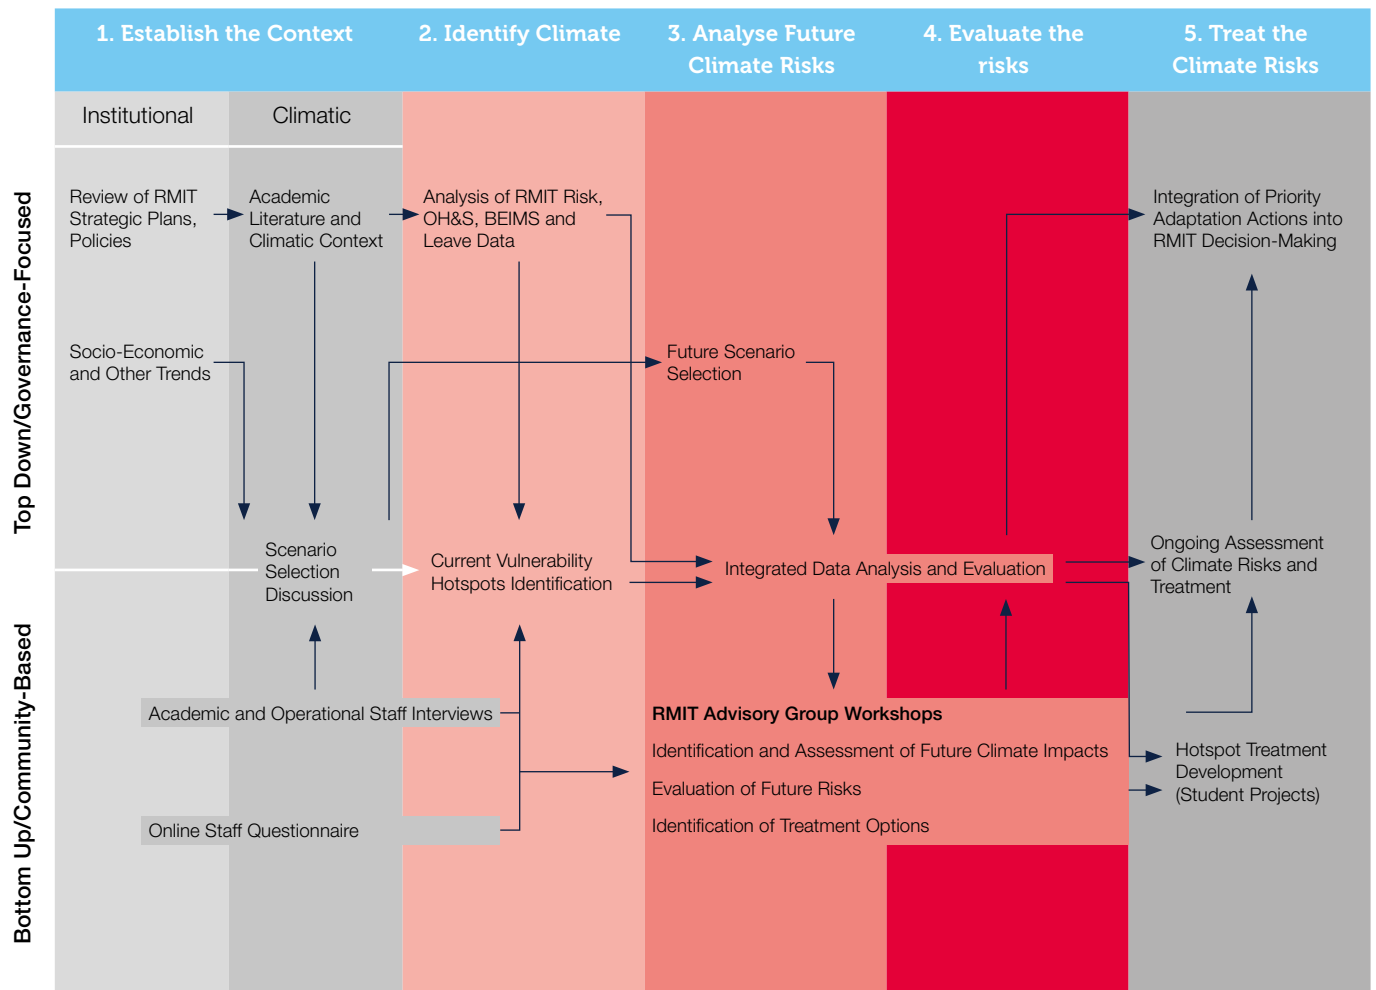 1. Establish the Context
2. Identify Climate
3. Analyse Future
Climate Risks
4. Evaluate the
risks
5. Treat the
Climate Risks
Institutional
Climatic
Top Down/Governance-Focused
Review of RMIT
Strategic Plans,
Policies
Academic
Literature and
Climatic Context
Analysis of RMIT Risk,
OH&S, BEIMS and
Leave Data
Integration of Priority
Adaptation Actions into
RMIT Decision-Making
Socio-Economic
and Other Trends
Future Scenario
Selection
Scenario
Selection
Discussion
Current Vulnerability
Hotspots Identification
Integrated Data Analysis and Evaluation
Ongoing Assessment
of Climate Risks and
Treatment
Bottom Up/Community-Based
Academic and Operational Staff Interviews
Online Staff Questionnaire
RMIT Advisory Group Workshops
Identification and Assessment of Future Climate Impacts
Evaluation of Future Risks
Identification of Treatment Options
Hotspot Treatment
Development
(Student Projects)